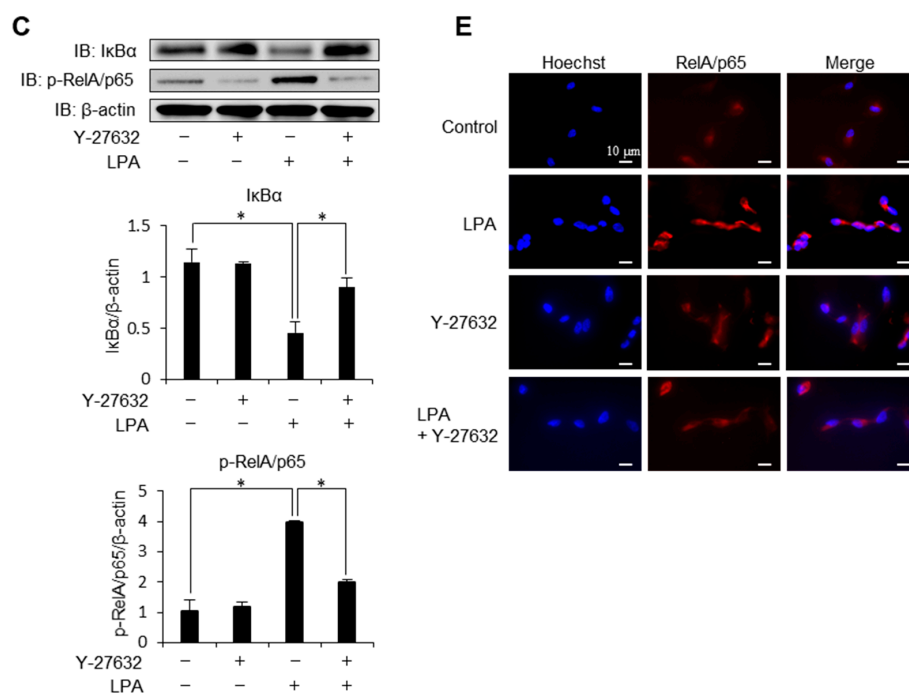 C
IB: IκBα
IB: p-RelA/p65
IB: β-actin
Y-27632 – + – +
LPA – – + +
IκBα
IκBα/β-actin
1.5
1
0.5
0
* *
Y-27632 – + – +
LPA – – + +
p-RelA/p65
p-RelA/p65/β-actin
5
4
3
2
1
0
* *
Y-27632 – + – +
LPA – – + +
E
Hoechst RelA/p65 Merge
Control
10 μm
LPA
Y-27632
LPA
+ Y-27632